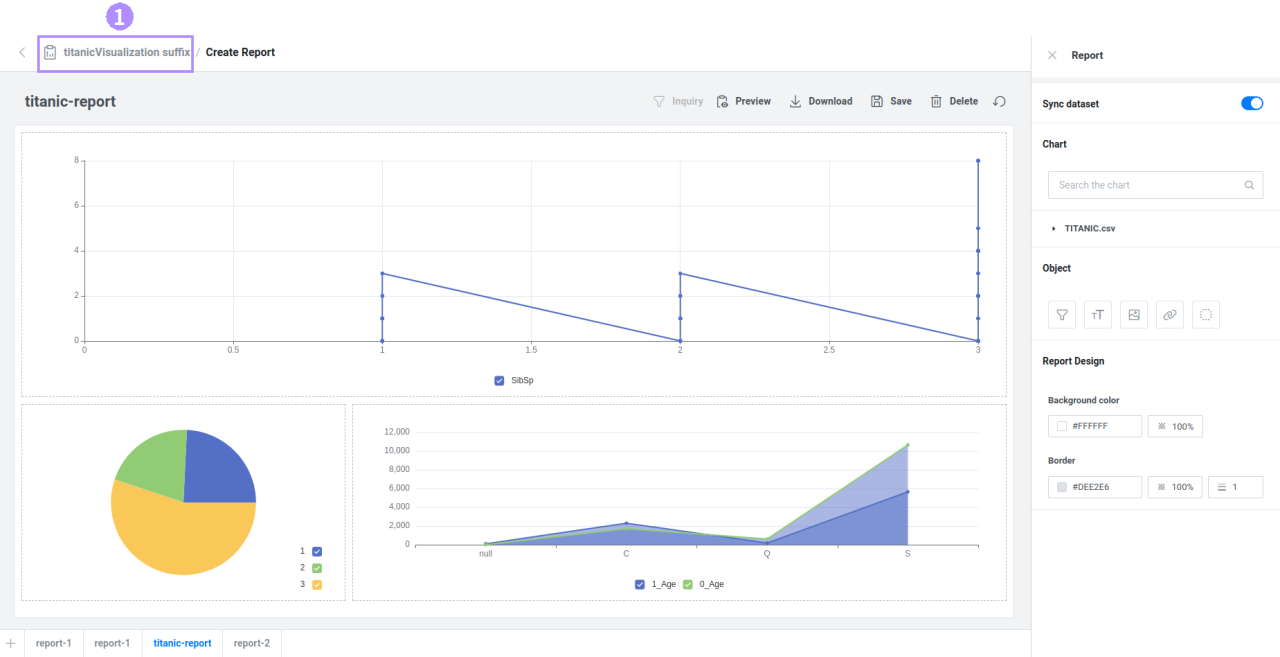 1
titanicVisualization suffix / Create Report
Report
titanic-report
Inquiry Preview Download Save Delete
Sync dataset
Chart
Search the chart
TITANIC.csv
Object
Report Design
Background color
#FFFFFF 100%
Border
#DEE2E6 100% 1
8
6
4
2
0
0 0.5 1 1.5 2 2.5 3
SibSp
1
2
3
12,000
10,000
8,000
6,000
4,000
2,000
0
null C Q S
1_Age 0_Age
+ report-1 report-1 titanic-report report-2